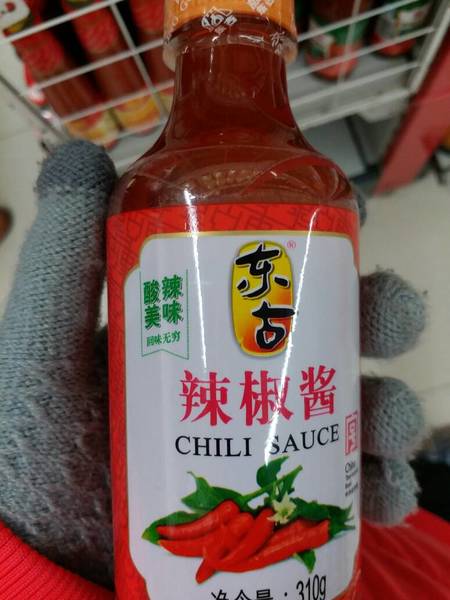 东古®
酸辣
美味
回味无穷
辣椒酱
CHILI SAUCE
净含量:310g